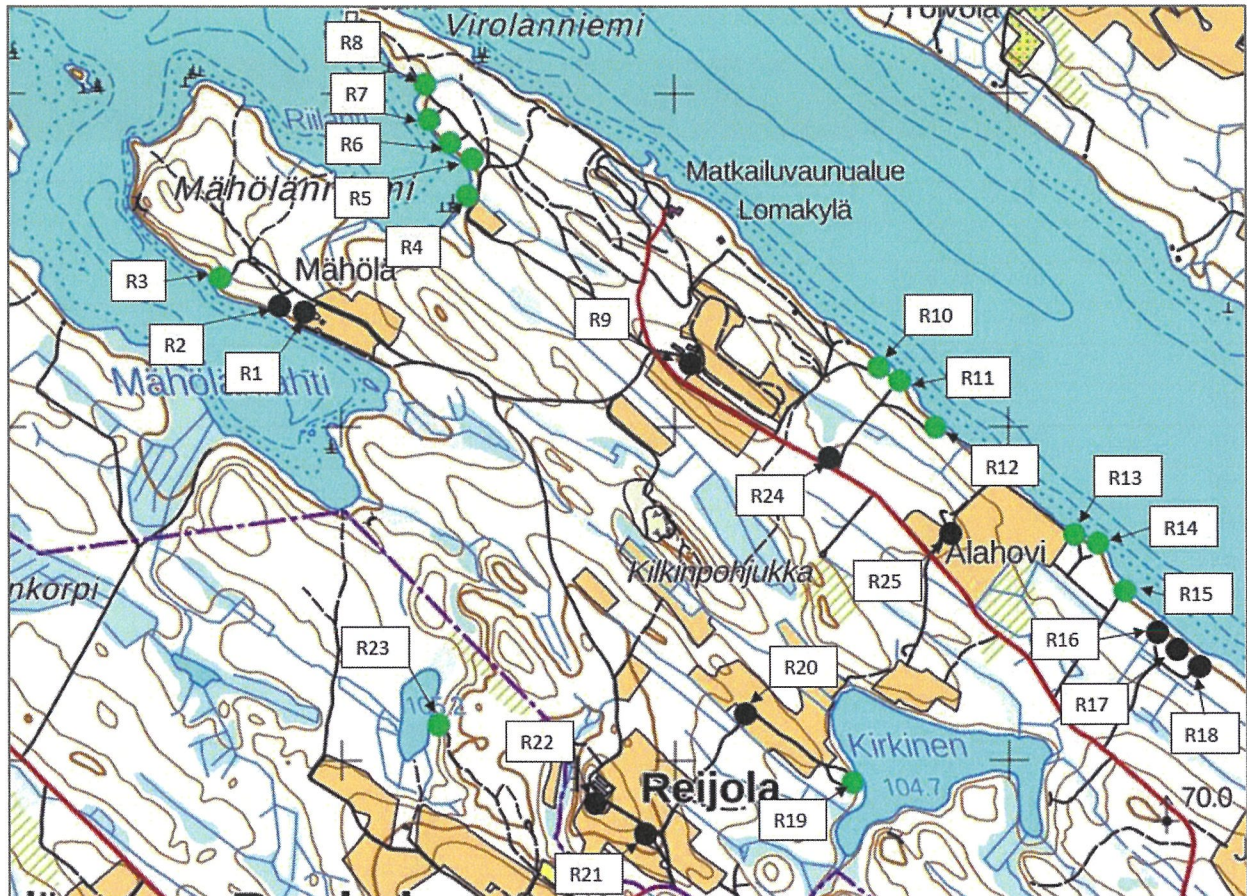 Virolanniemi
R8
R7
R6
R5
R4
R3
R2
R1
Mähölä
Matkailuvaunualue
Lomakylä
R9
R10
R11
R12
R13
R14
R15
R16
R17
R18
R24
R25
Alahovi
Kilkinpohjukka
nkorpi
R23
R20
R22
Reijola
R21
R19
Kirkinen
104.7
70.0